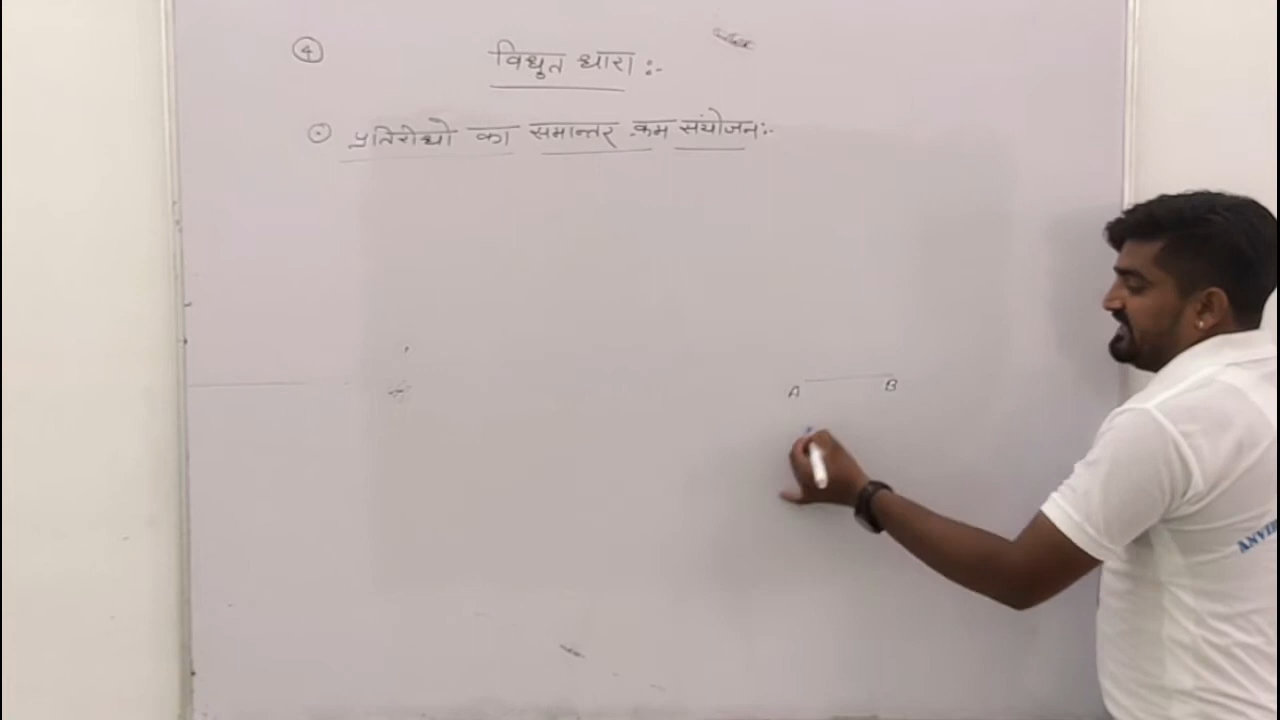 ④ विधुत धारा :-
⊙ प्रतिरोधो का समान्तर क्रम संयोजन:-
A B